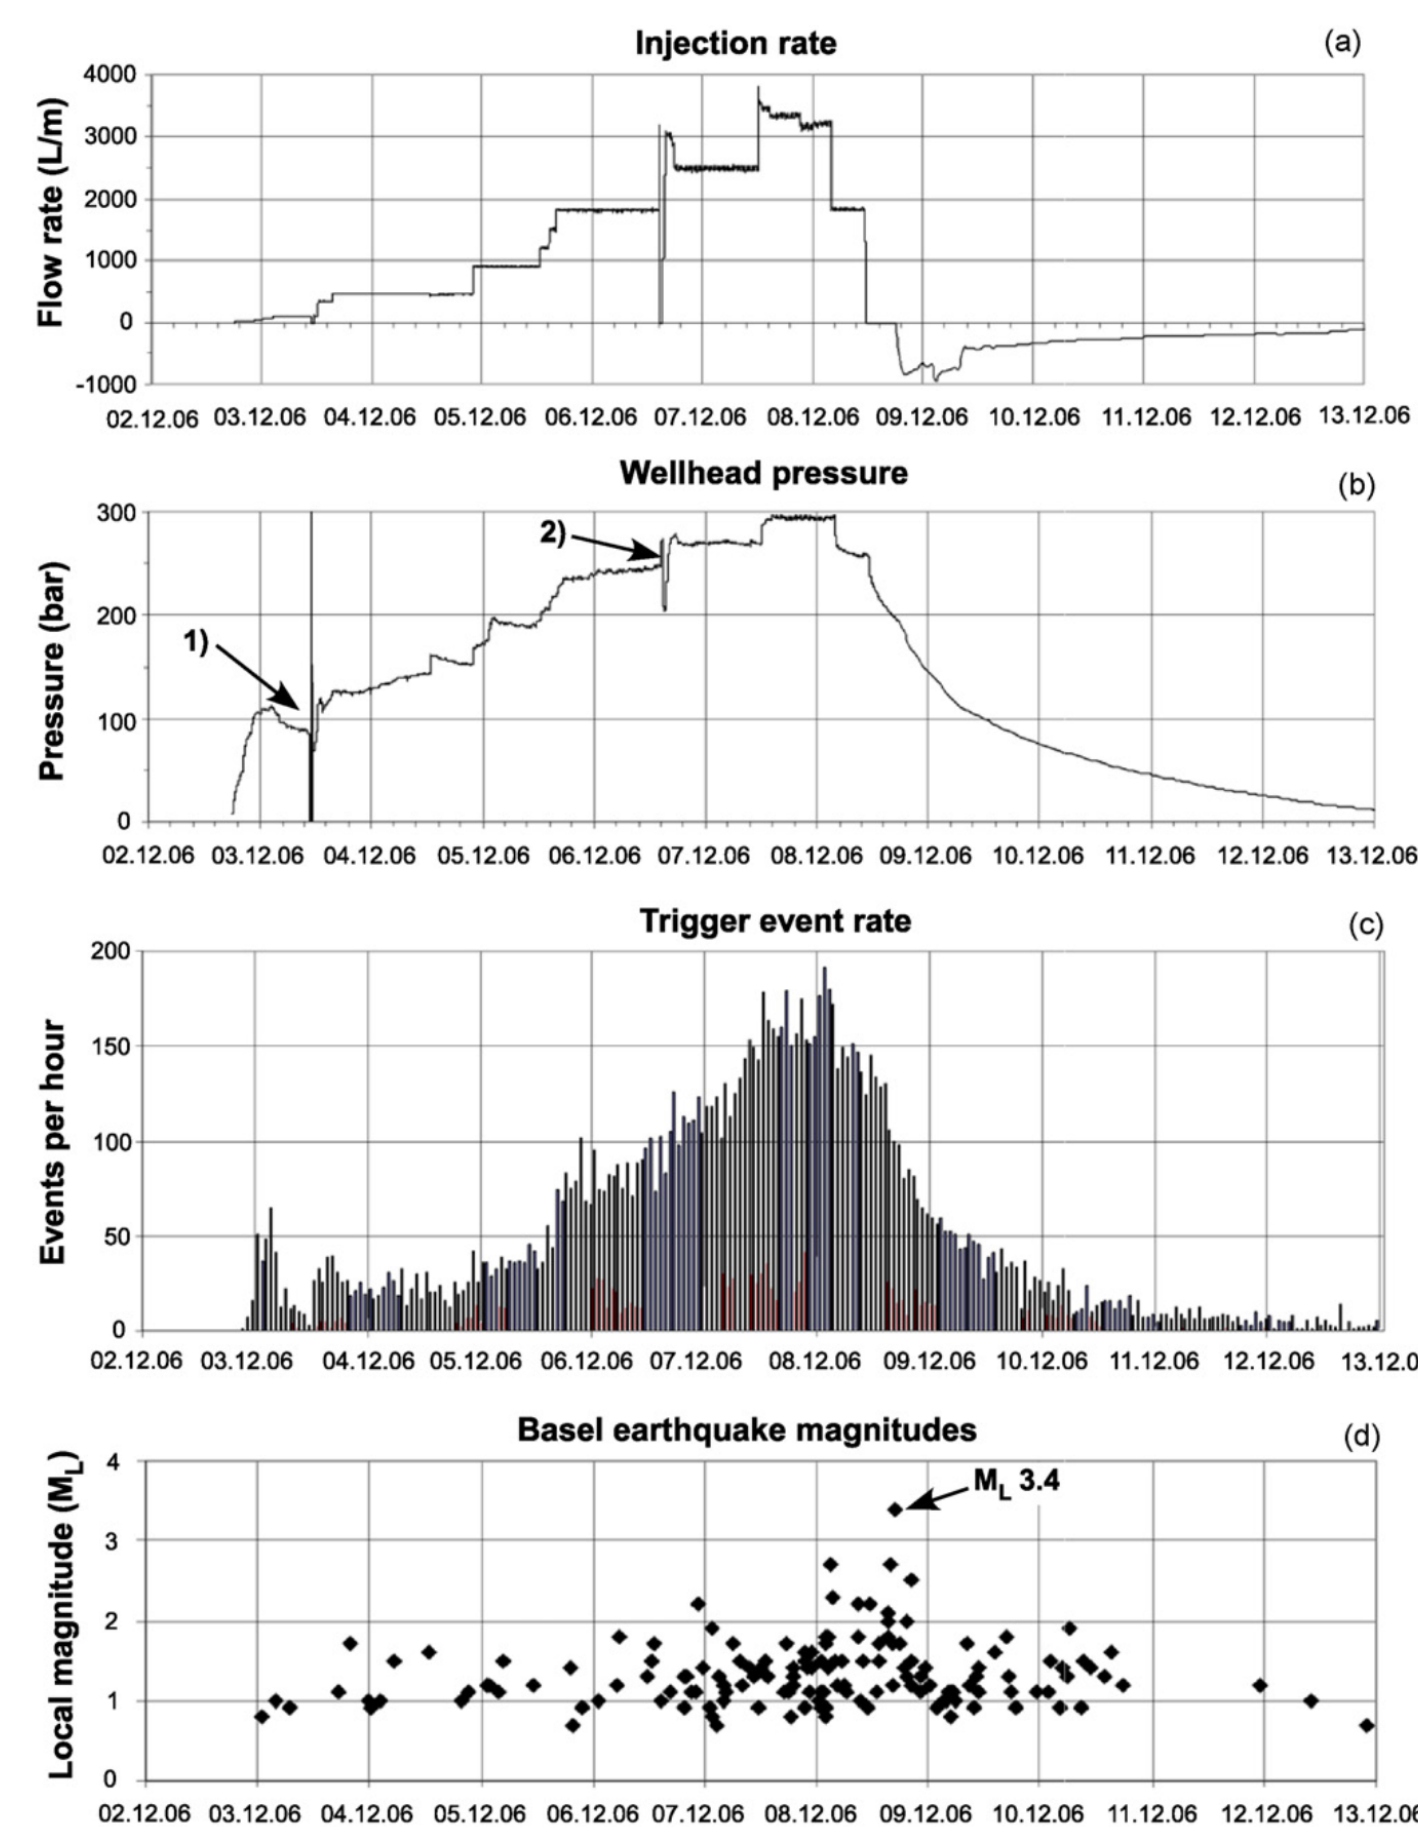 Injection rate
(a)
Flow rate (L/m)
4000
3000
2000
1000
0
-1000
02.12.06 03.12.06 04.12.06 05.12.06 06.12.06 07.12.06 08.12.06 09.12.06 10.12.06 11.12.06 12.12.06 13.12.06
Wellhead pressure
(b)
Pressure (bar)
300
200
100
0
1)
2)
02.12.06 03.12.06 04.12.06 05.12.06 06.12.06 07.12.06 08.12.06 09.12.06 10.12.06 11.12.06 12.12.06 13.12.06
Trigger event rate
(c)
Events per hour
200
150
100
50
0
02.12.06 03.12.06 04.12.06 05.12.06 06.12.06 07.12.06 08.12.06 09.12.06 10.12.06 11.12.06 12.12.06 13.12.0
Basel earthquake magnitudes
(d)
Local magnitude (ML)
4
3
2
1
0
ML 3.4
02.12.06 03.12.06 04.12.06 05.12.06 06.12.06 07.12.06 08.12.06 09.12.06 10.12.06 11.12.06 12.12.06 13.12.0